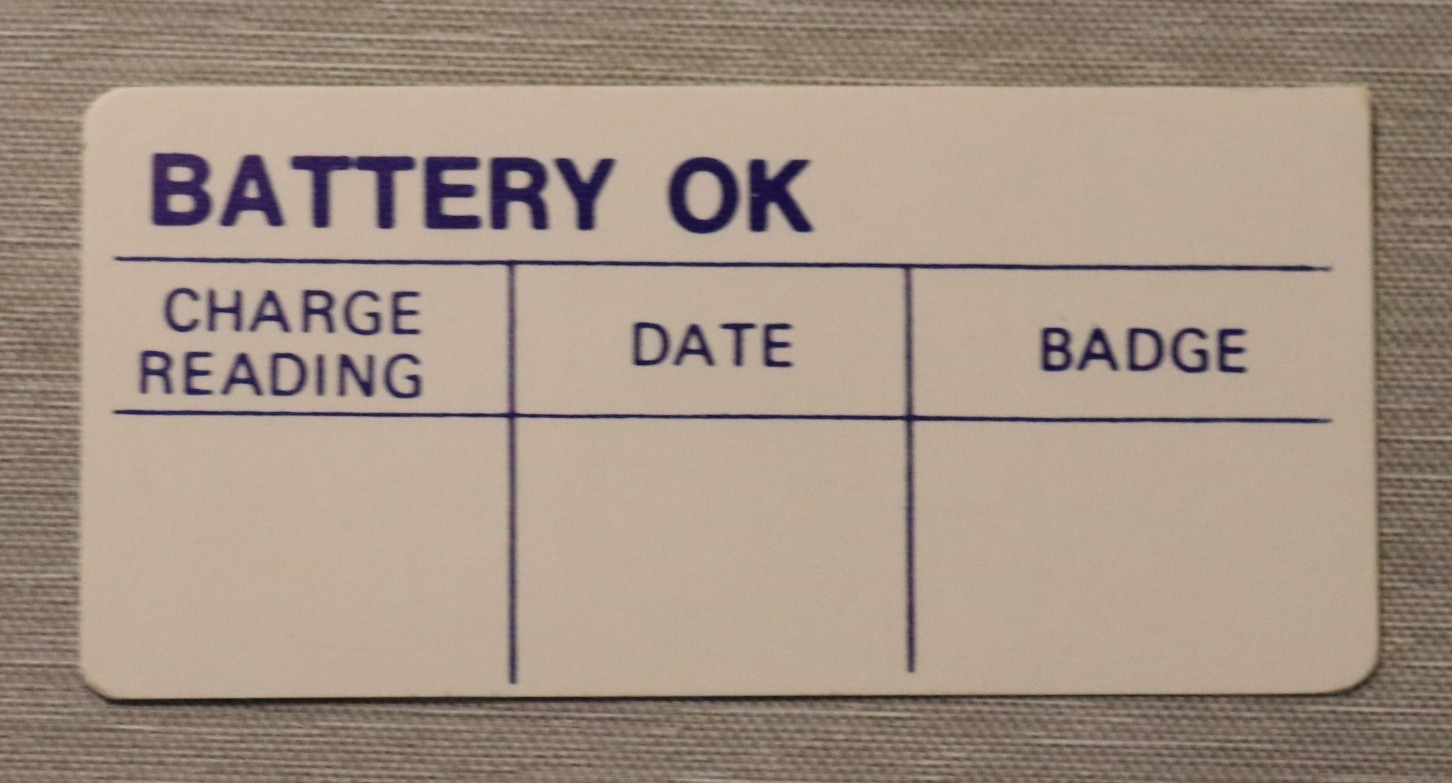 BATTERY OK
CHARGE
READING
DATE
BADGE